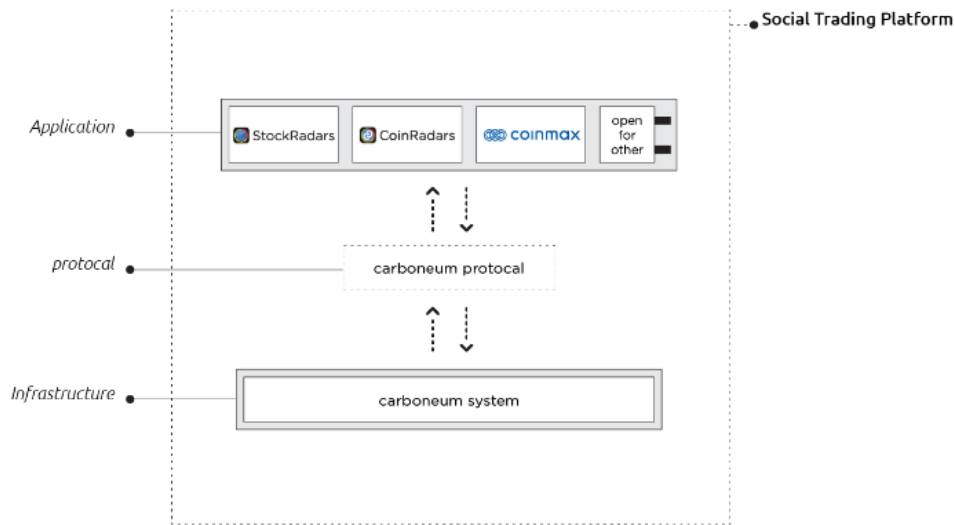 Social Trading Platform
Application
StockRadars
CoinRadars
coinmax
open
for
other
protocal
carboneum protocal
Infrastructure
carboneum system